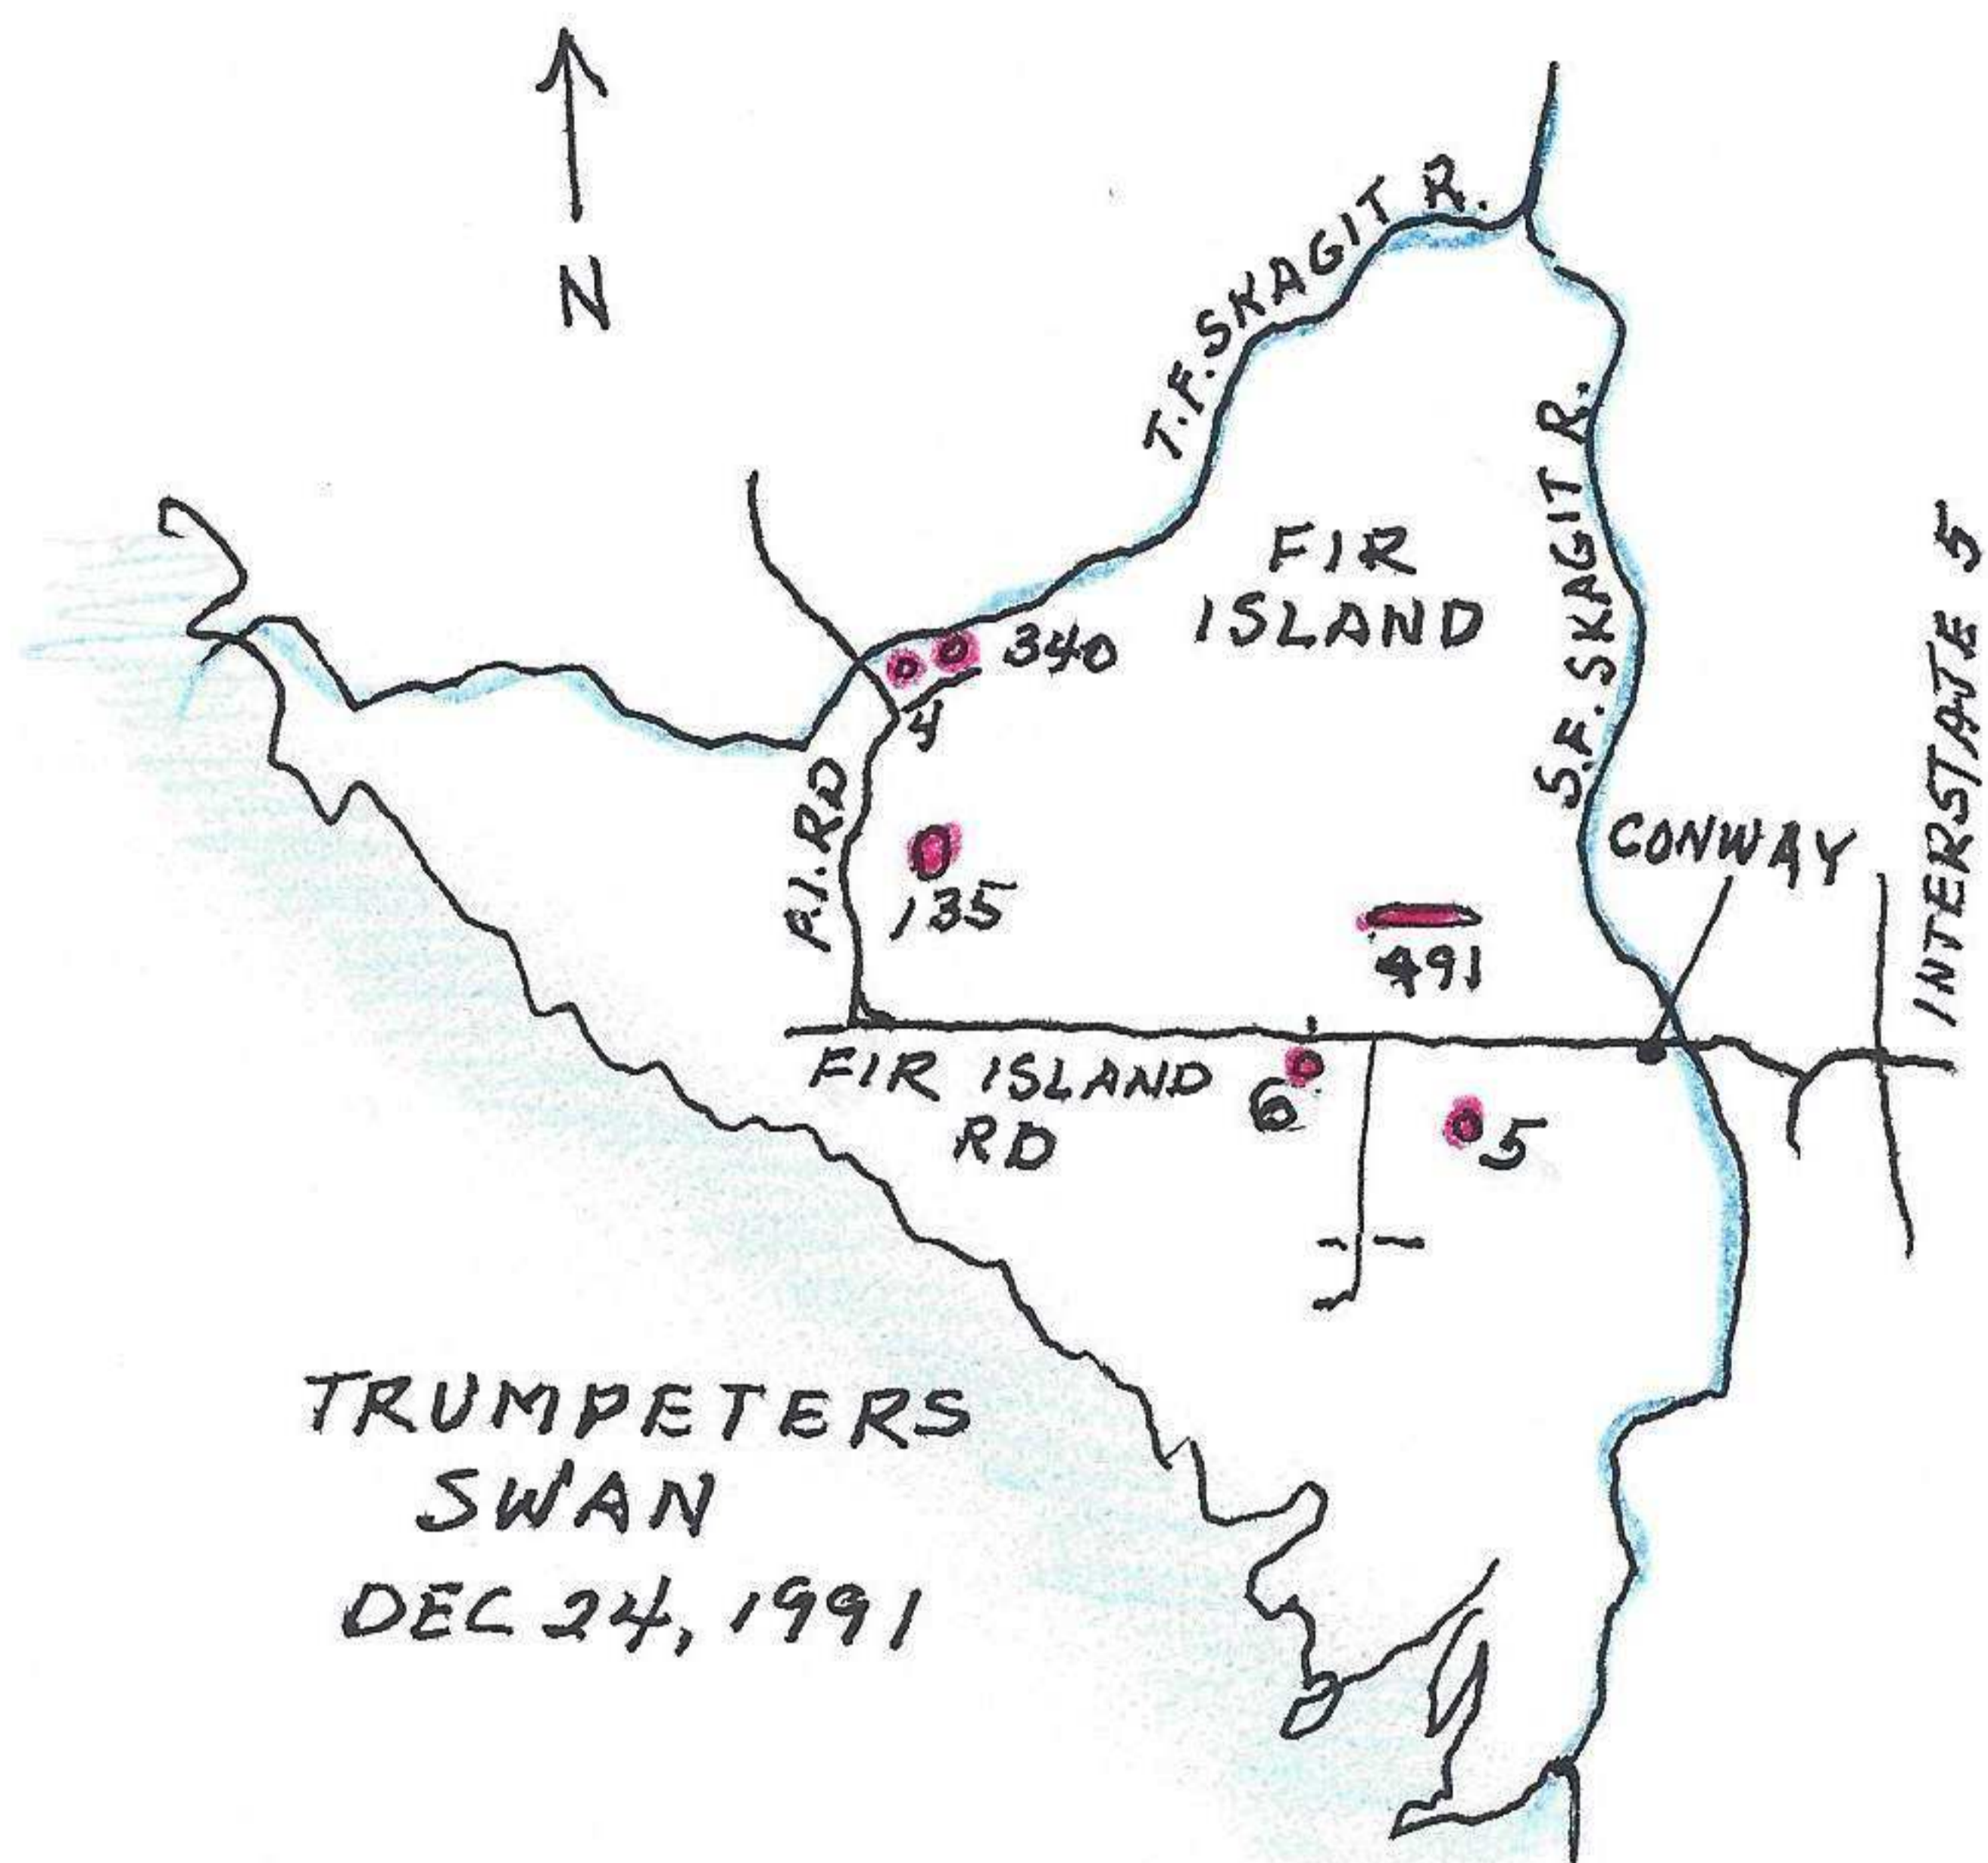 N
T.F. SKAGIT R.
S.F. SKAGIT R.
FIR
ISLAND
INTERSTATE 5
340
4
135
491
CONWAY
FIR ISLAND
RD
6
5
TRUMPETERS
SWAN
DEC 24, 1991